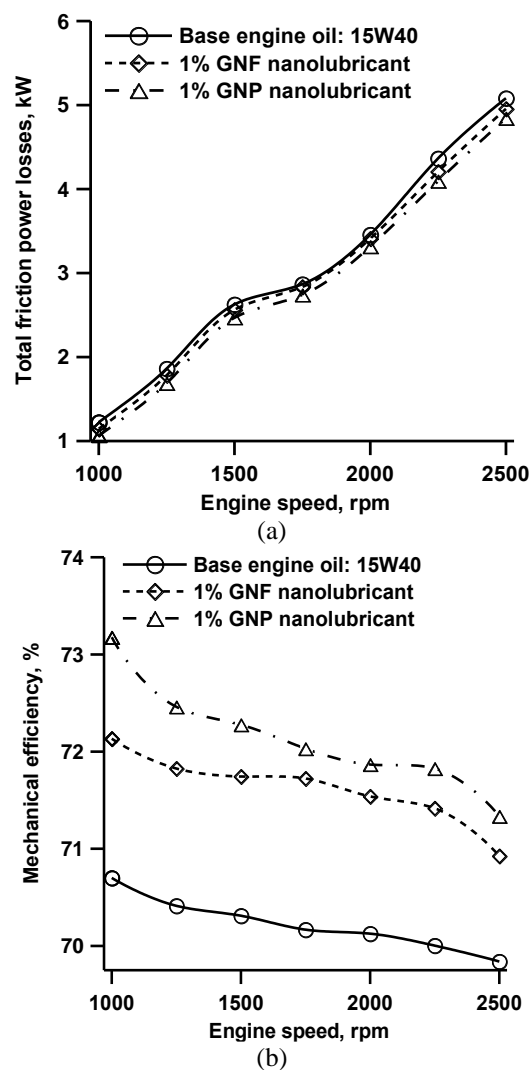 Base engine oil: 15W40
1% GNF nanolubricant
1% GNP nanolubricant
Total friction power losses, kW
6
5
4
3
2
1
1000 1500 2000 2500
Engine speed, rpm
(a)
Base engine oil: 15W40
1% GNF nanolubricant
1% GNP nanolubricant
Mechanical efficiency, %
74
73
72
71
70
1000 1500 2000 2500
Engine speed, rpm
(b)